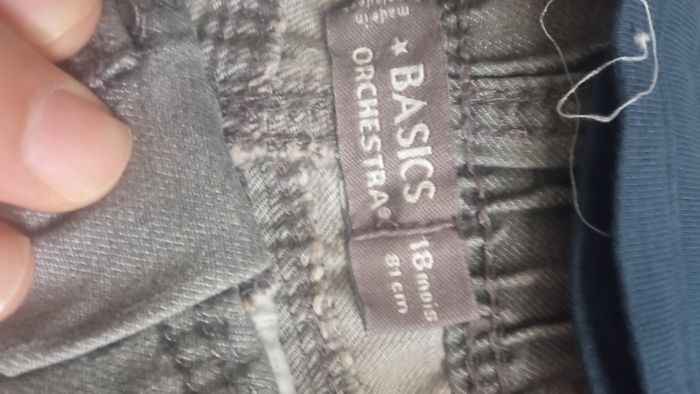 made in
★ BASICS
ORCHESTRA®
18 mois
81 cm